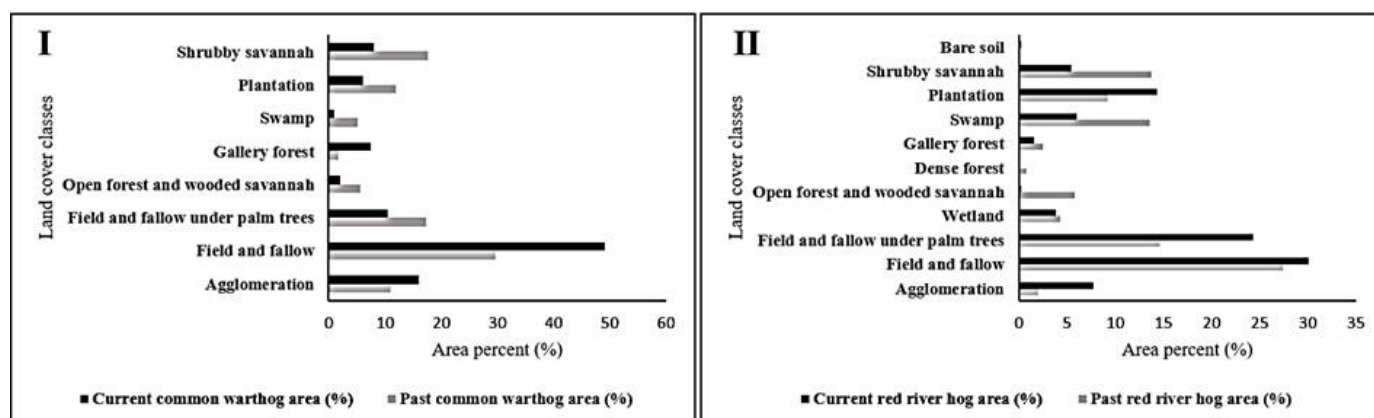 I
Land cover classes
Shrubby savannah
Plantation
Swamp
Gallery forest
Open forest and wooded savannah
Field and fallow under palm trees
Field and fallow
Agglomeration
0 10 20 30 40 50 60
Area percent (%)
Current common warthog area (%) Past common warthog area (%)
II
Land cover classes
Bare soil
Shrubby savannah
Plantation
Swamp
Gallery forest
Dense forest
Open forest and wooded savannah
Wetland
Field and fallow under palm trees
Field and fallow
Agglomeration
0 5 10 15 20 25 30 35
Area percent (%)
Current red river hog area (%) Past red river hog area (%)